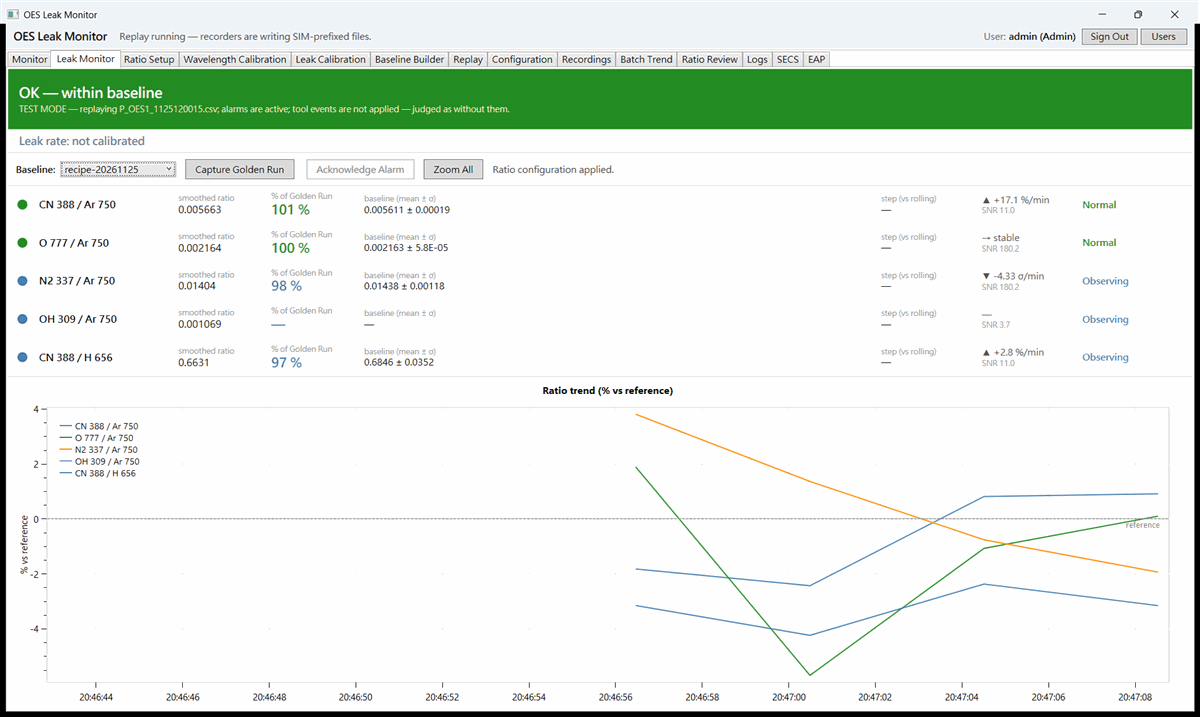 OES Leak Monitor
OES Leak Monitor Replay running — recorders are writing SIM-prefixed files. User: admin (Admin) Sign Out Users
Monitor Leak Monitor Ratio Setup Wavelength Calibration Leak Calibration Baseline Builder Replay Configuration Recordings Batch Trend Ratio Review Logs SECS EAP
OK — within baseline
TEST MODE — replaying P_OES1_1125120015.csv; alarms are active; tool events are not applied — judged as without them.
Leak rate: not calibrated
Baseline: recipe-20261125 Capture Golden Run Acknowledge Alarm Zoom All Ratio configuration applied.
smoothed ratio % of Golden Run baseline (mean ± σ) step (vs rolling) ▲ +17.1 %/min
CN 388 / Ar 750 0.005663 101 % 0.005611 ± 0.00019 — SNR 11.0 Normal
smoothed ratio % of Golden Run baseline (mean ± σ) step (vs rolling) → stable
O 777 / Ar 750 0.002164 100 % 0.002163 ± 5.8E-05 — SNR 180.2 Normal
smoothed ratio % of Golden Run baseline (mean ± σ) step (vs rolling) ▼ -4.33 σ/min
N2 337 / Ar 750 0.01404 98 % 0.01438 ± 0.00118 — SNR 180.2 Observing
smoothed ratio % of Golden Run baseline (mean ± σ) step (vs rolling) —
OH 309 / Ar 750 0.001069 — — — SNR 3.7 Observing
smoothed ratio % of Golden Run baseline (mean ± σ) step (vs rolling) ▲ +2.8 %/min
CN 388 / H 656 0.6631 97 % 0.6846 ± 0.0352 — SNR 11.0 Observing
Ratio trend (% vs reference)
% vs reference
4
2
0
-2
-4
CN 388 / Ar 750
O 777 / Ar 750
N2 337 / Ar 750
OH 309 / Ar 750
CN 388 / H 656
reference
20:46:44 20:46:46 20:46:48 20:46:50 20:46:52 20:46:54 20:46:56 20:46:58 20:47:00 20:47:02 20:47:04 20:47:06 20:47:08